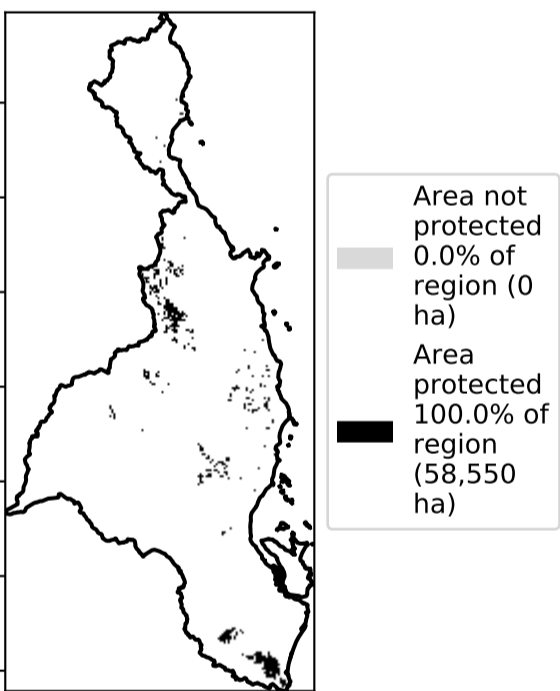 Area not
protected
0.0% of
region (0
ha)
Area
protected
100.0% of
region
(58,550
ha)